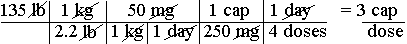 135 lb | 1 kg | 50 mg | 1 cap | 1 day = 3 cap
2.2 lb | 1 kg | 1 day | 250 mg | 4 doses dose